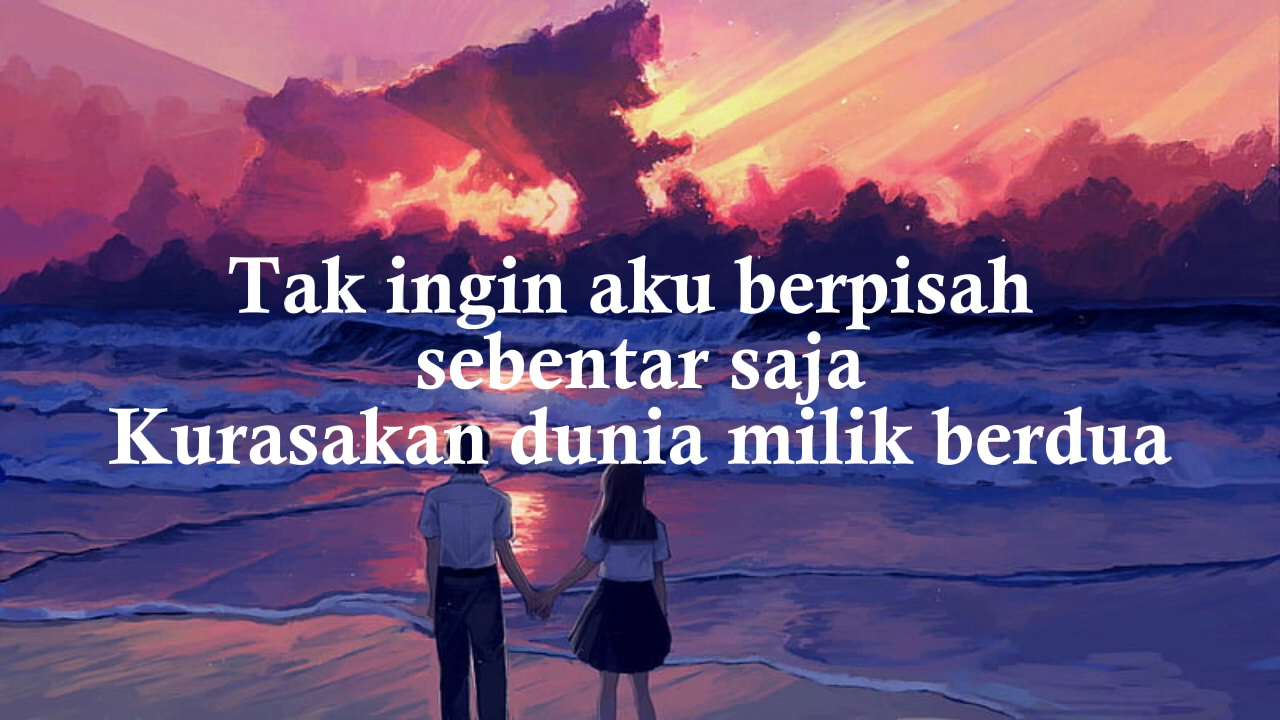 Tak ingin aku berpisah
sebentar saja
Kurasakan dunia milik berdua